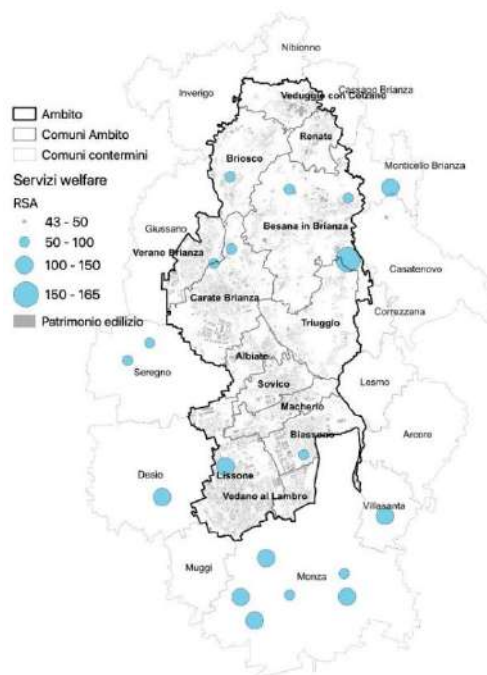 Nibionno
Inverigo
Cassago Brianza
Veduggio con Colzano
Ambito
Comuni Ambito
Comuni contermini
Renate
Briosco
Monticello Brianza
Servizi welfare
RSA
43 - 50
50 - 100
100 - 150
150 - 165
Patrimonio edilizio
Giussano
Besana in Brianza
Verano Brianza
Casatenovo
Carate Brianza
Correzzana
Triuggio
Albiate
Seregno
Sovico
Lesmo
Macherio
Biassono
Arcore
Desio
Lissone
Vedano al Lambro
Villasanta
Muggi
Monza